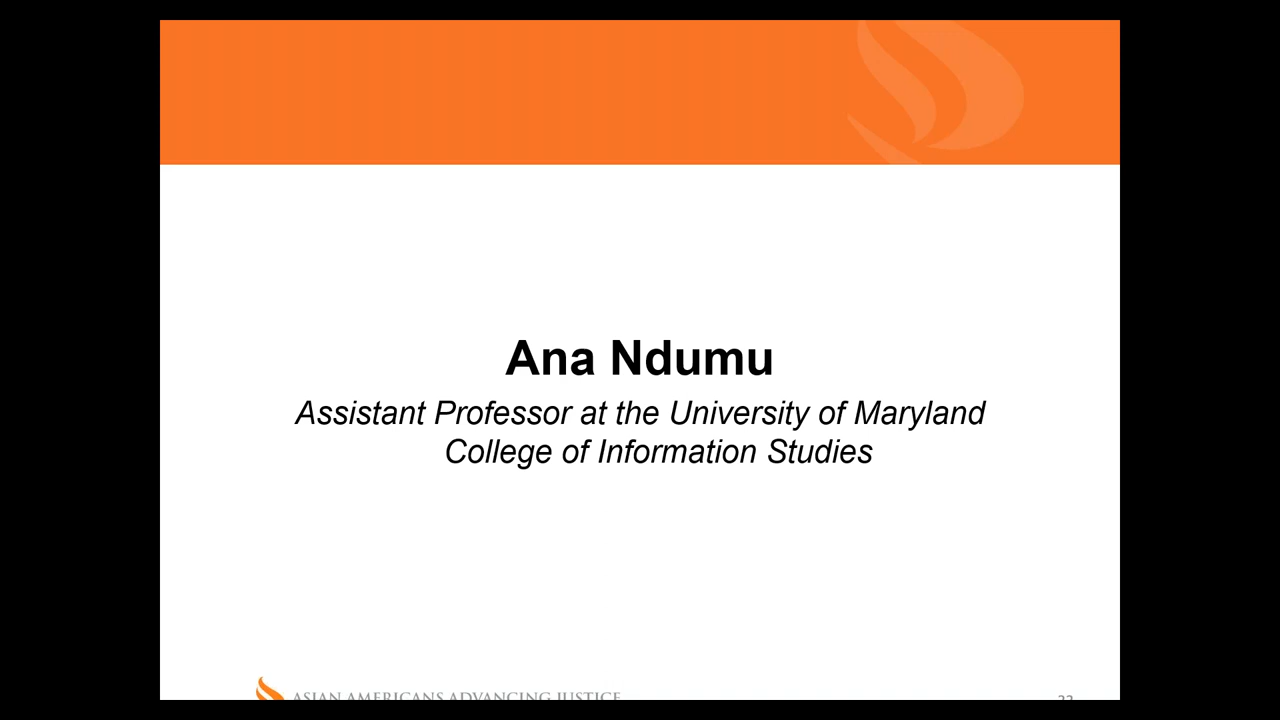 Ana Ndumu
Assistant Professor at the University of Maryland
College of Information Studies
ASIAN AMERICANS ADVANCING JUSTICE